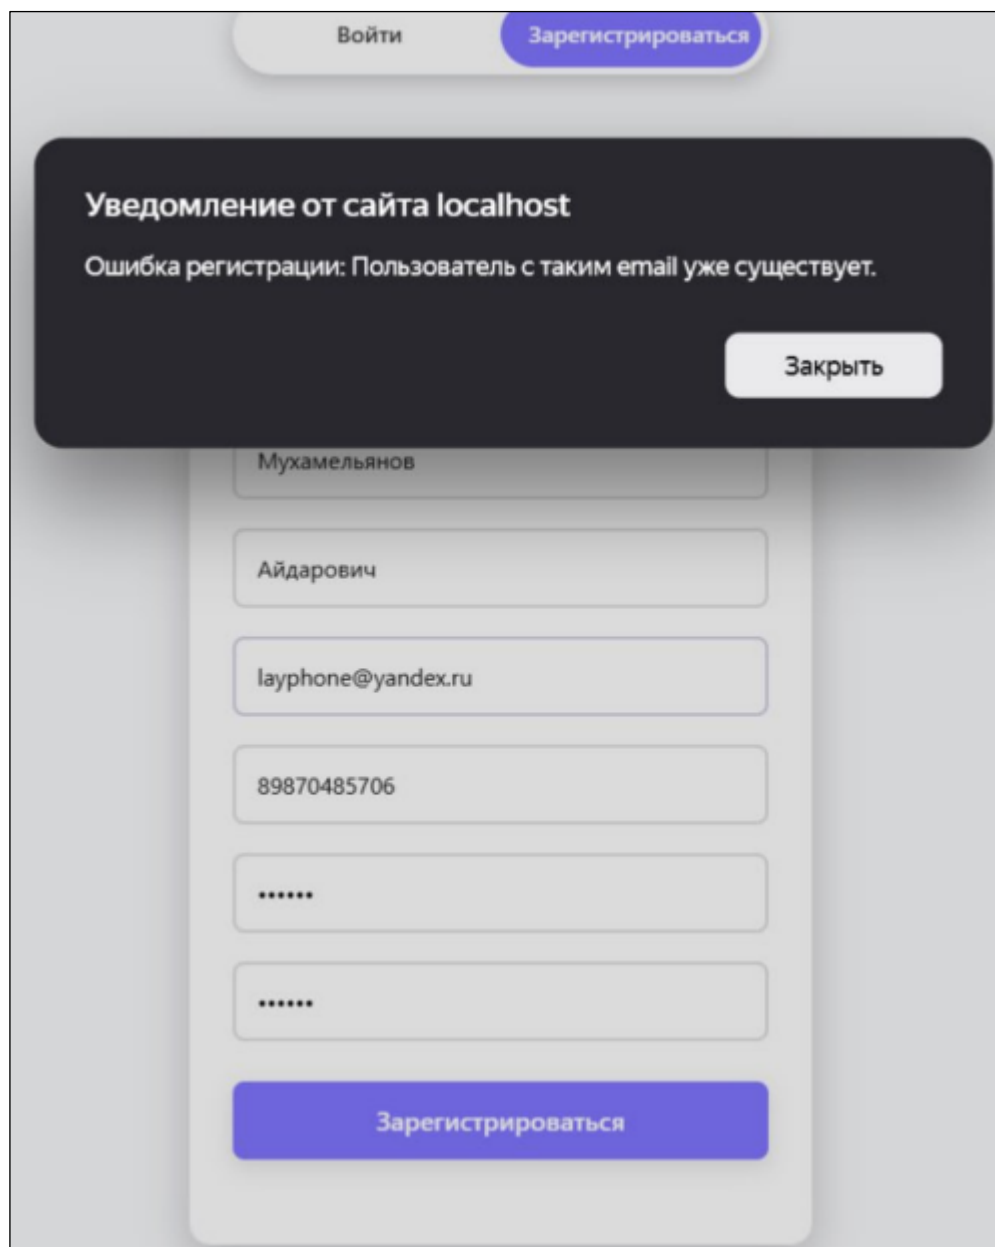 Войти
Зарегистрироваться
Уведомление от сайта localhost
Ошибка регистрации: Пользователь с таким email уже существует.
Закрыть
Мухамельянов
Айдарович
layphone@yandex.ru
89870485706
••••••
••••••
Зарегистрироваться